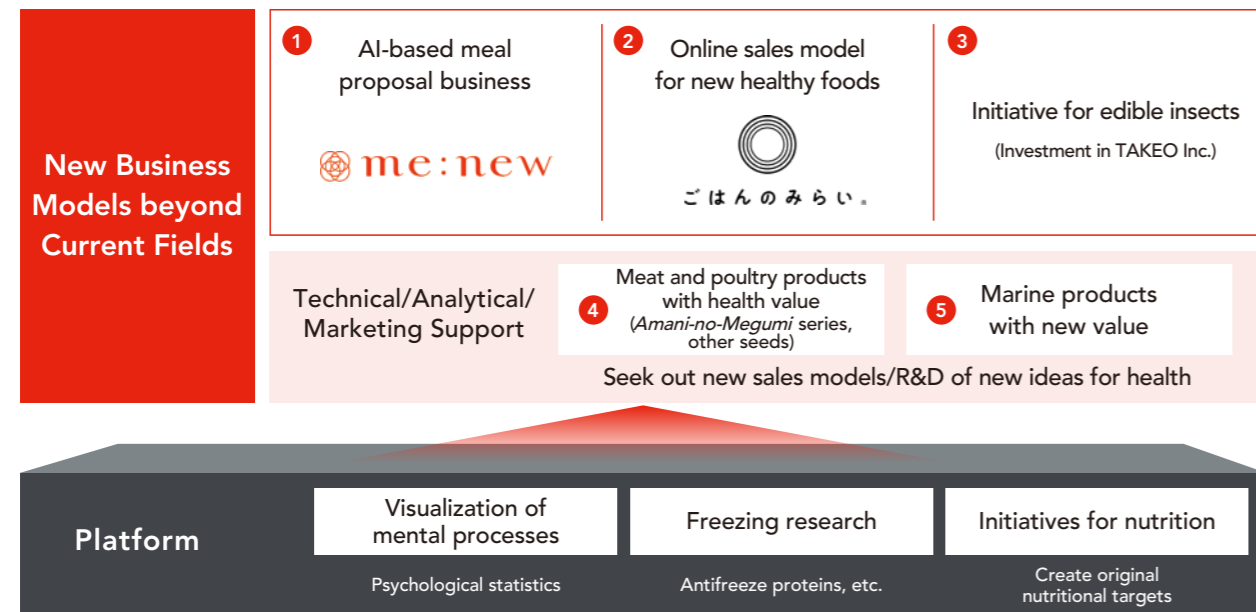 New Business
Models beyond
Current Fields
1
AI-based meal
proposal business
me:new
2
Online sales model
for new healthy foods
ごはんのみらい。
3
Initiative for edible insects
(Investment in TAKEO Inc.)
Technical/Analytical/
Marketing Support
4
Meat and poultry products
with health value
(Amani-no-Megumi series,
other seeds)
5
Marine products
with new value
Seek out new sales models/R&D of new ideas for health
Platform
Visualization of
mental processes
Psychological statistics
Freezing research
Antifreeze proteins, etc.
Initiatives for nutrition
Create original
nutritional targets